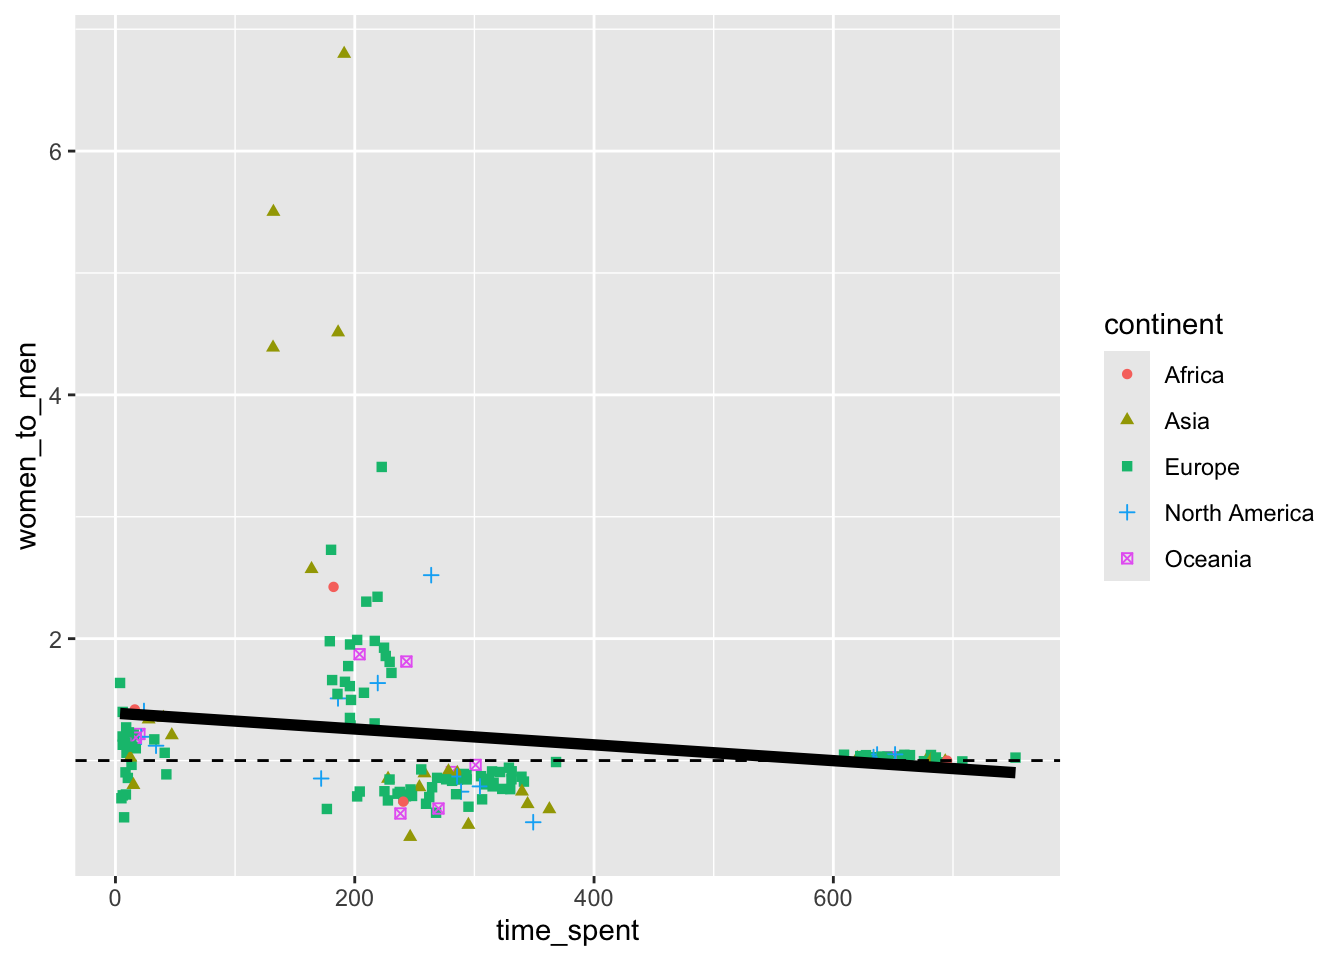 women_to_men
6
4
2
0
200
400
600
time_spent
continent
Africa
Asia
Europe
North America
Oceania